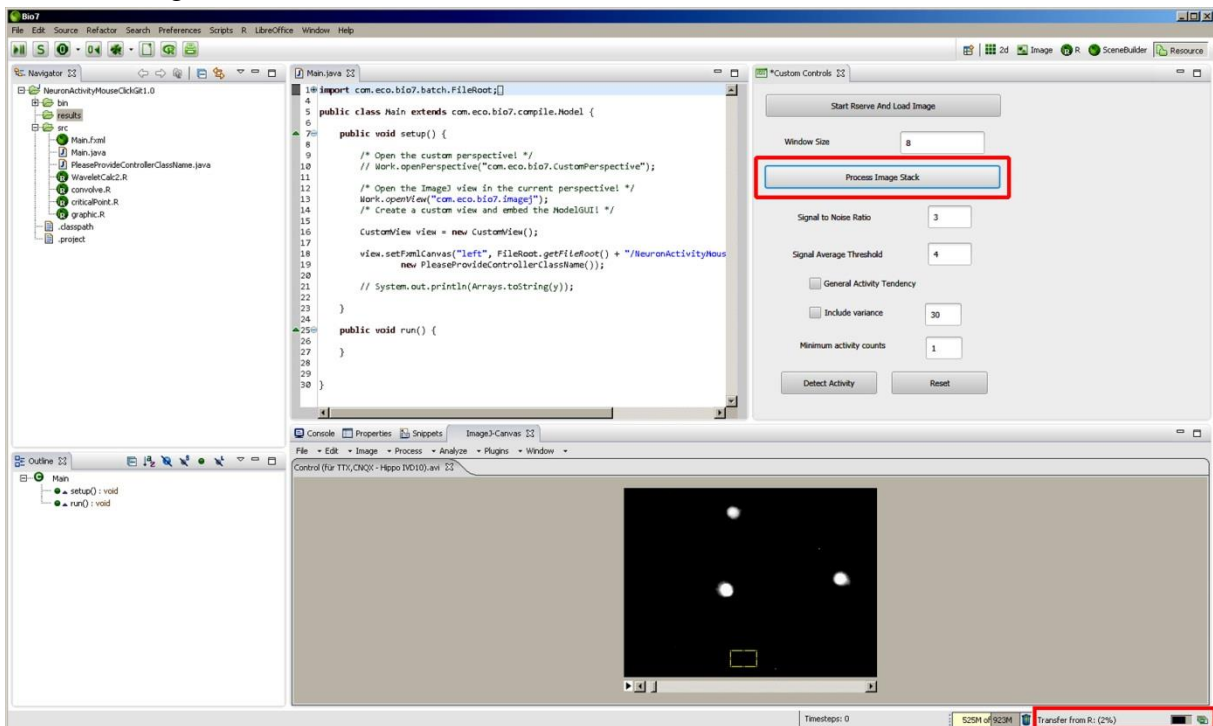 Bio7
File Edit Source Refactor Search Preferences Scripts R LibreOffice Window Help
2d Image R SceneBuilder Resource
Navigator
NeuronActivityMouseClickGit1.0
bin
results
src
Main.fxml
Main.java
PleaseProvideControllerClassName.java
WaveletCalc2.R
convolve.R
criticalPoint.R
graphic.R
.classpath
.project
Outline
Main
setup() : void
run() : void
Main.java
1 import com.eco.bio7.batch.FileRoot;
4
5 public class Main extends com.eco.bio7.compile.Model {
6
7 public void setup() {
8
9 /* Open the custom perspective! */
10 // Work.openPerspective("com.eco.bio7.CustomPerspective");
11
12 /* Open the ImageJ view in the current perspective! */
13 Work.openView("com.eco.bio7.imagej");
14 /* Create a custom view and embed the ModelGUI! */
15
16 CustomView view = new CustomView();
17
18 view.setFxmlCanvas("left", FileRoot.getFileRoot() + "/NeuronActivityMous
19 new PleaseProvideControllerClassName());
20
21 // System.out.println(Arrays.toString(y));
22
23 }
24
25 public void run() {
26
27 }
28
29
30 }
*Custom Controls
Start Rserve And Load Image
Window Size 8
Process Image Stack
Signal to Noise Ratio 3
Signal Average Threshold 4
General Activity Tendency
Include variance 30
Minimum activity counts 1
Detect Activity Reset
Console Properties Snippets ImageJ-Canvas
File Edit Image Process Analyze Plugins Window
Control (für TTX,CNQX - Hippo IVD10).avi
Timesteps: 0 525M of 923M Transfer from R: (2%)